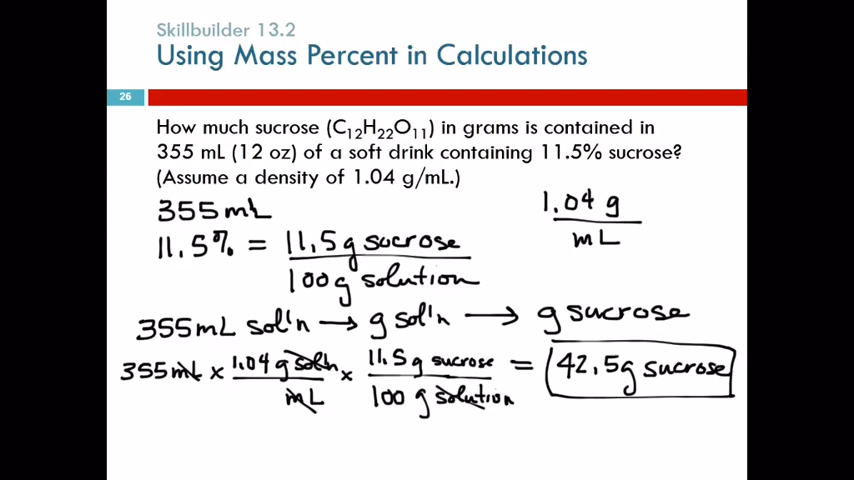 Skillbuilder 13.2
Using Mass Percent in Calculations
26
How much sucrose (C₁₂H₂₂O₁₁) in grams is contained in
355 mL (12 oz) of a soft drink containing 11.5% sucrose?
(Assume a density of 1.04 g/mL.)
355 mL
1.04 g
mL
11.5% = 11.5 g sucrose
100 g solution
355 mL sol'n → g sol'n → g sucrose
355 mL x 1.04 g sol'n x 11.5 g sucrose = 42.5 g sucrose
mL 100 g solution